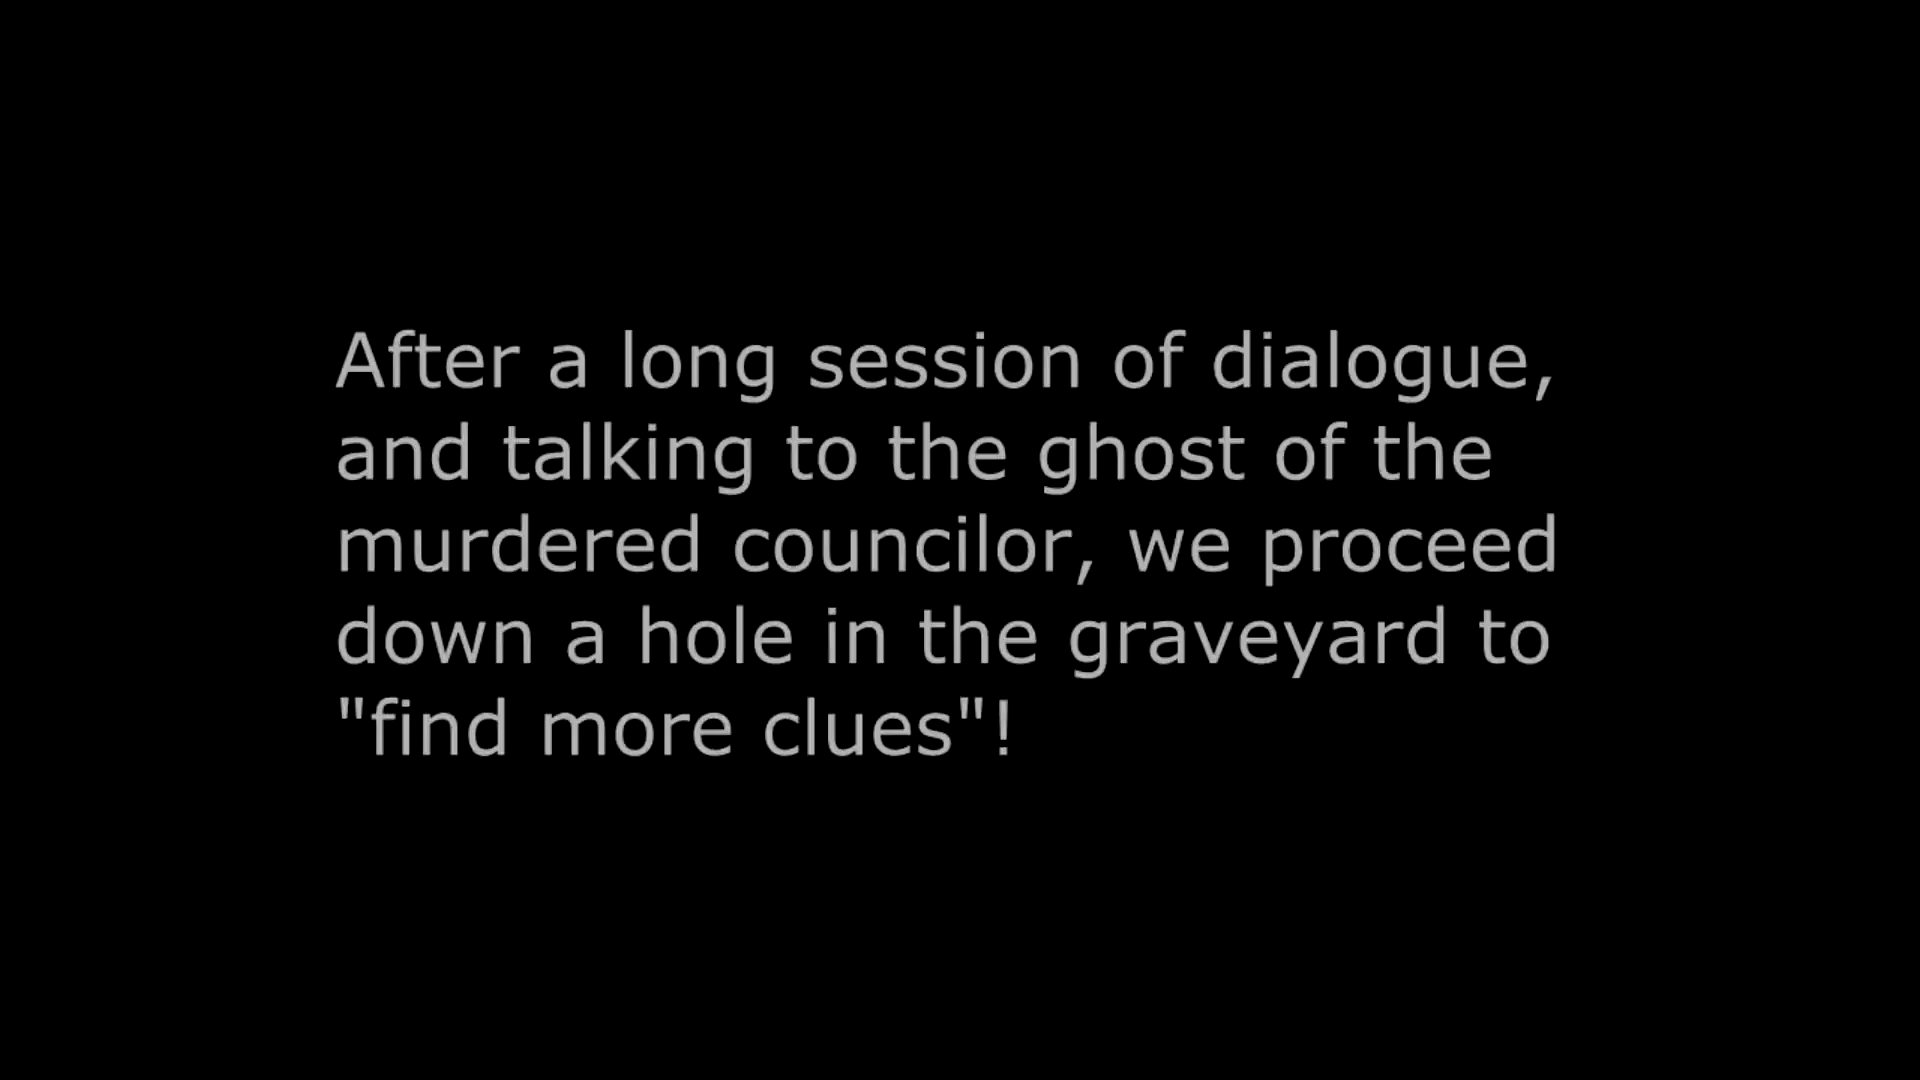 After a long session of dialogue,
and talking to the ghost of the
murdered councilor, we proceed
down a hole in the graveyard to
"find more clues"!